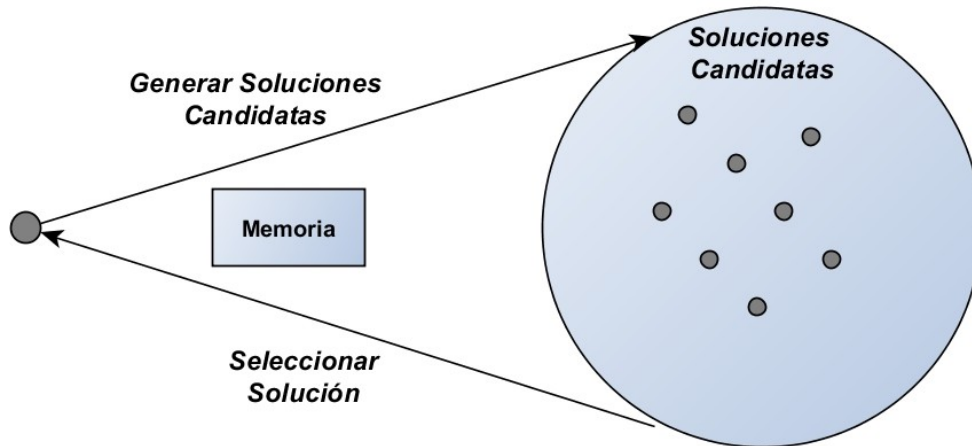 Soluciones
Candidatas
Generar Soluciones
Candidatas
Memoria
Seleccionar
Solución